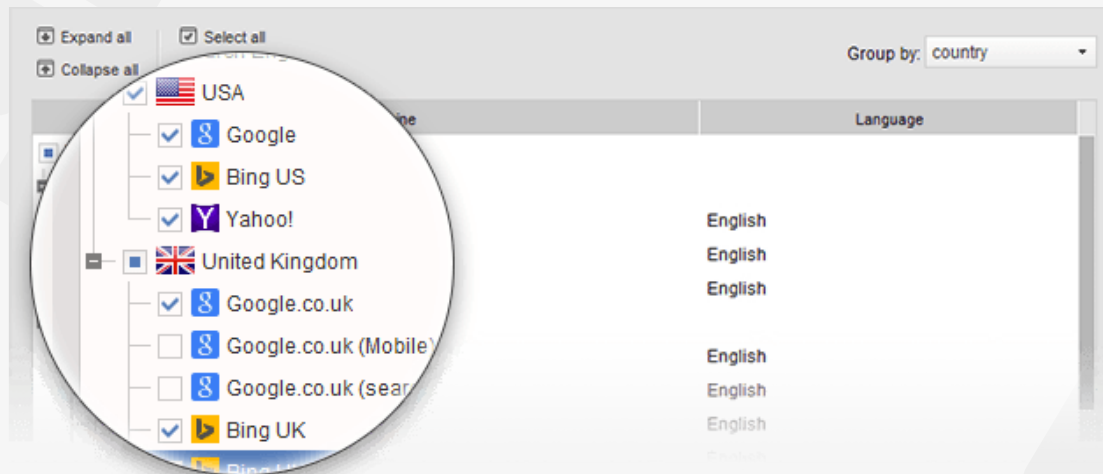 Expand all
Select all
Collapse all
Group by: country
Language
USA
Google
Bing US
Yahoo!
United Kingdom
Google.co.uk
Google.co.uk (Mobile)
Google.co.uk (sear
Bing UK
English
English
English
English
English
English